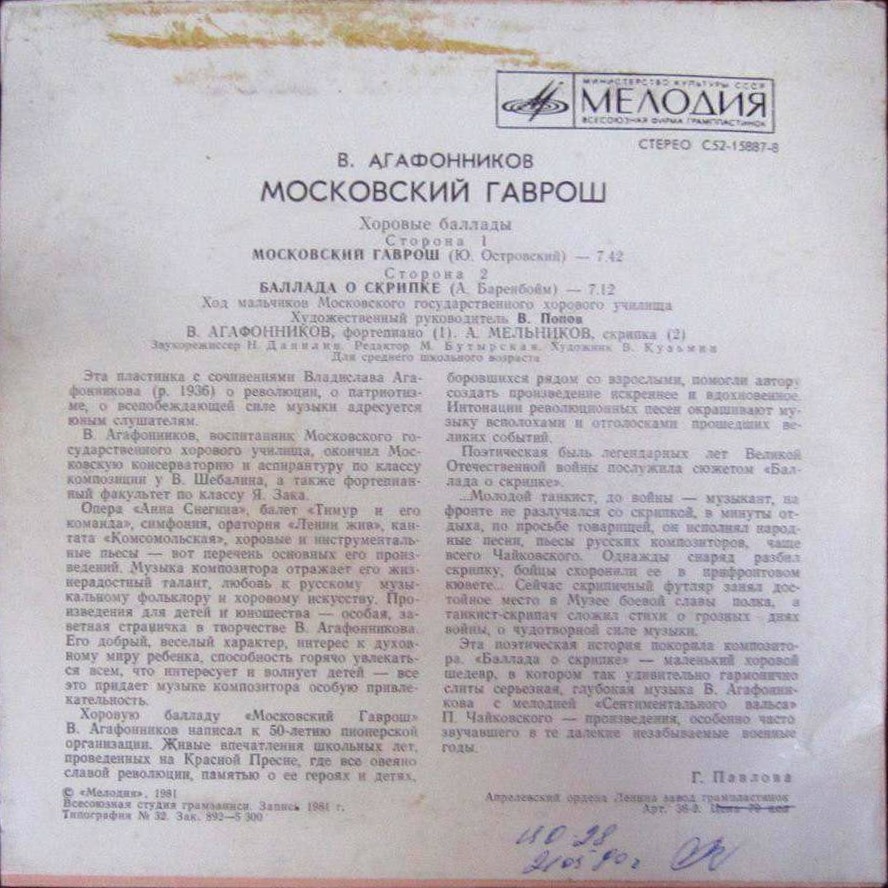 МИНИСТЕРСТВО КУЛЬТУРЫ СССР
МЕЛОДИЯ
ВСЕСОЮЗНАЯ ФИРМА ГРАМПЛАСТИНОК
СТЕРЕО С52-15887-8
В. АГАФОННИКОВ
МОСКОВСКИЙ ГАВРОШ
Хоровые баллады
Сторона 1
МОСКОВСКИЙ ГАВРОШ (Ю. Островский) — 7.42
Сторона 2
БАЛЛАДА О СКРИПКЕ (А. Баренбойм) — 7.12
Ход мальчиков Московского государственного хорового училища
Художественный руководитель В. Попов
В. АГАФОННИКОВ, фортепиано (1). А. МЕЛЬНИКОВ, скрипка (2)
Звукорежиссер Н. Данилин. Редактор М. Бутырская. Художник В. Кузьмин
Для среднего школьного возраста
Эта пластинка с сочинениями Владислава Ага-
фонникова (р. 1936) о революции, о патриотиз-
ме, о всепобеждающей силе музыки адресуется
юным слушателям.
В. Агафонников, воспитанник Московского го-
сударственного хорового училища, окончил Мос-
ковскую консерваторию и аспирантуру по классу
композиции у В. Шебалина, а также фортепиан-
ный факультет по классу Я. Зака.
Опера «Анна Снегина», балет «Тимур и его
команда», симфония, оратория «Ленин жив», кан-
тата «Комсомольская», хоровые и инструменталь-
ные пьесы — вот перечень основных его произ-
ведений. Музыка композитора отражает его жиз-
нерадостный талант, любовь к русскому музы-
кальному фольклору и хоровому искусству. Про-
изведения для детей и юношества — особая, за-
ветная страничка в творчестве В. Агафонникова.
Его добрый, веселый характер, интерес к духов-
ному миру ребенка, способность горячо увлекать-
ся всем, что интересует и волнует детей — все
это придает музыке композитора особую привле-
кательность.
Хоровую балладу «Московский Гаврош»
В. Агафонников написал к 50-летию пионерской
организации. Живые впечатления школьных лет,
проведенных на Красной Пресне, где все овеяно
славой революции, памятью о ее героях и детях,
боровшихся рядом со взрослыми, помогли автору
создать произведение искреннее и вдохновенное.
Интонации революционных песен окрашивают му-
зыку всполохами и отголосками прошедших ве-
ликих событий.
Поэтическая быль легендарных лет Великой
Отечественной войны послужила сюжетом «Бал-
лада о скрипке».
...Молодой танкист, до войны — музыкант, на
фронте не разлучался со скрипкой, в минуты от-
дыха, по просьбе товарищей, он исполнял народ-
ные песни, пьесы русских композиторов, чаще
всего Чайковского. Однажды снаряд разбил
скрипку, бойцы схоронили ее в прифронтовом
кювете... Сейчас скрипичный футляр занял дос-
тойное место в Музее боевой славы полка, а
танкист-скрипач сложил стихи о грозных днях
войны, о чудотворной силе музыки.
Эта поэтическая история покорила композито-
ра. «Баллада о скрипке» — маленький хоровой
шедевр, в котором так удивительно гармонично
слиты серьезная, глубокая музыка В. Агафонни-
кова с мелодией «Сентиментального вальса»
П. Чайковского — произведения, особенно часто
звучавшего в те далекие незабываемые военные
годы.
Г. Павлова
© «Мелодия», 1981
Всесоюзная студия грамзаписи. Запись 1981 г.
Типография № 32. Зак. 892—5 300
Апрелевский ордена Ленина завод грампластинок
Арт. 36-2. Цена 70 коп